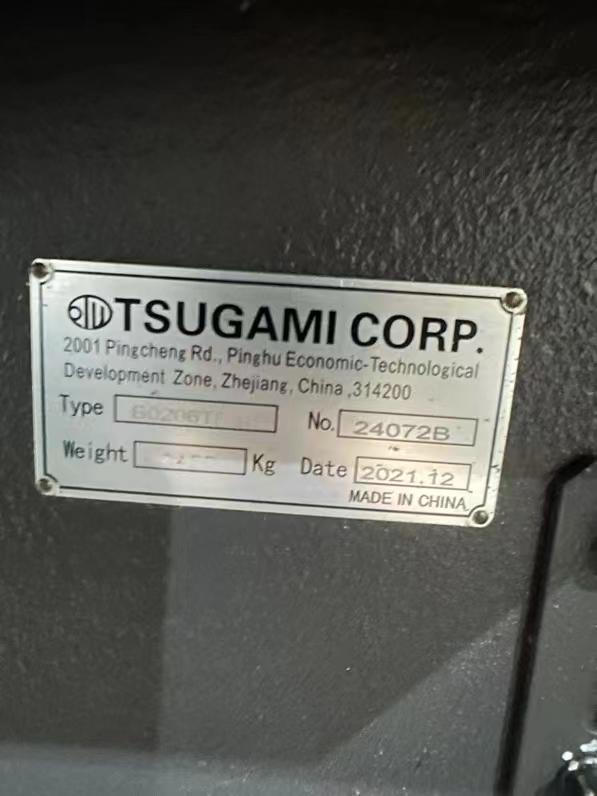 TSUGAMI CORP.
2001 Pingcheng Rd., Pinghu Economic-Technological
Development Zone, Zhejiang, China ,314200
Type No. 24072B
Weight Kg Date 2021.12
MADE IN CHINA